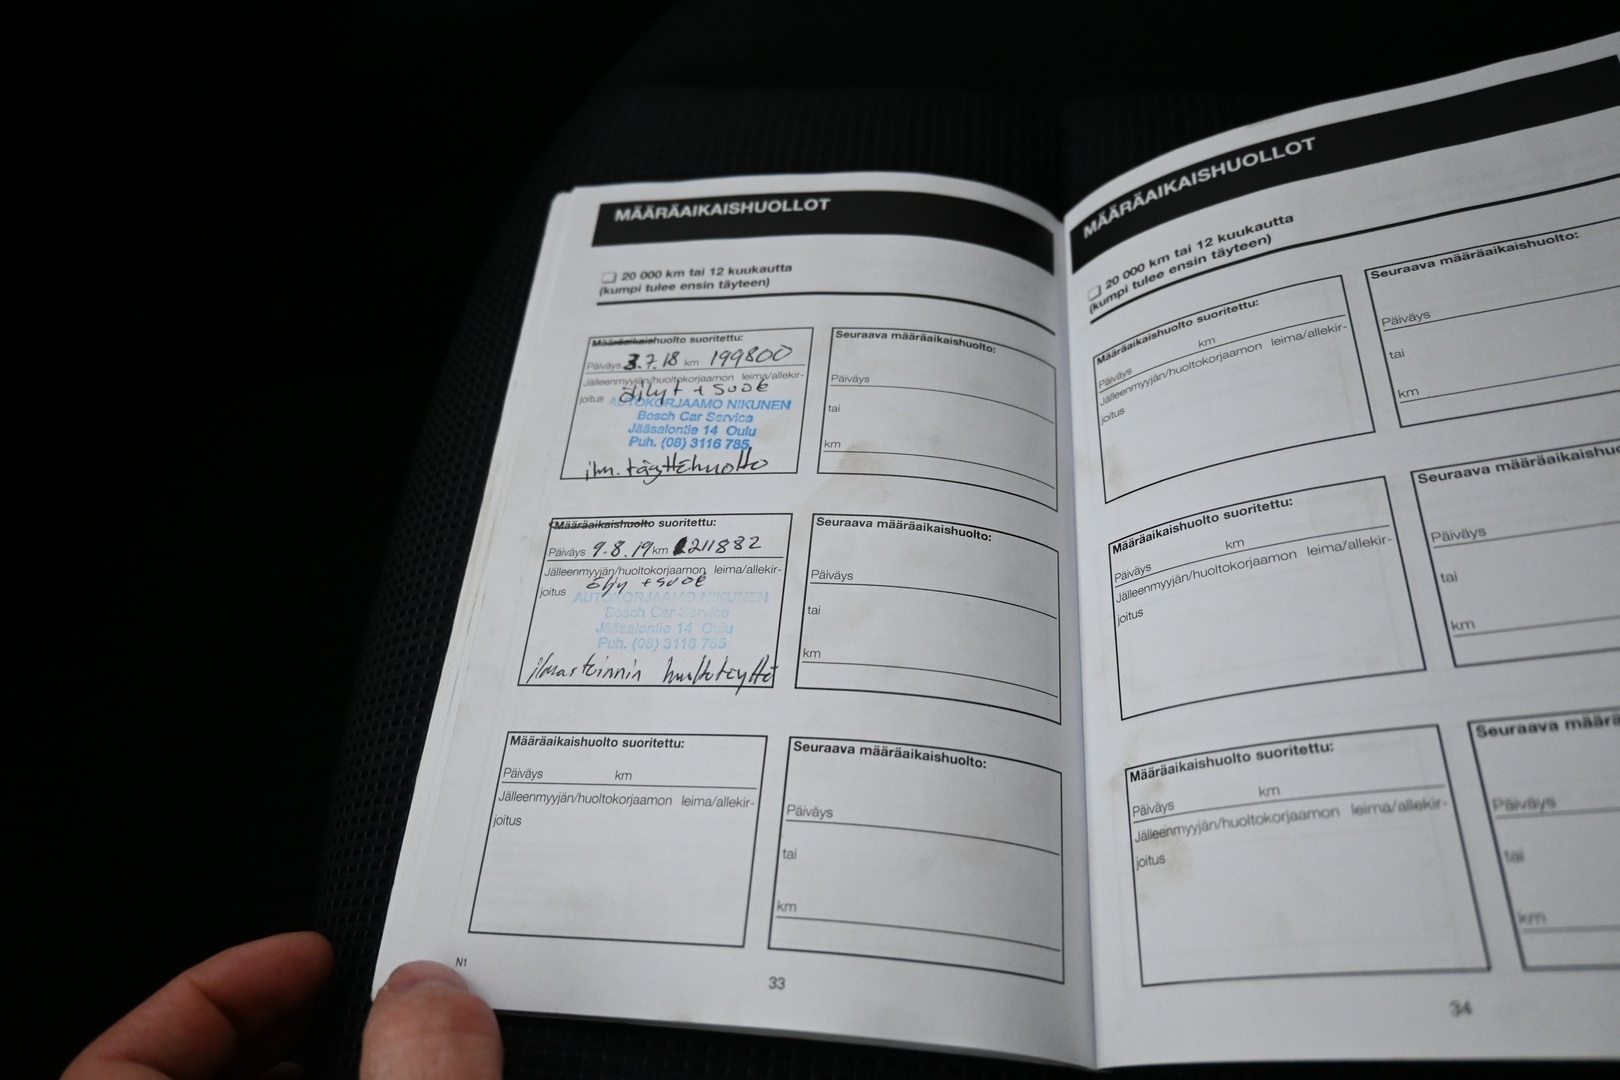 MÄÄRÄAIKAISHUOLLOT
20 000 km tai 12 kuukautta
(kumpi tulee ensin täyteen)
Määräaikaishuolto suoritettu:
Päiväys 3.7.18 km 199800
Jälleenmyyjän/huoltokorjaamon leima/allekir-
joitus öljyt + suod
AUTOKORJAAMO NIKUNEN
Bosch Car Service
Jääsalontie 14 Oulu
Puh. (08) 3116 785
ilm. täyttöhuolto
Seuraava määräaikaishuolto:
Päiväys
tai
km
Määräaikaishuolto suoritettu:
Päiväys 9.8.19 km 211882
Jälleenmyyjän/huoltokorjaamon leima/allekir-
joitus öljy + suod
AUTOKORJAAMO NIKUNEN
Bosch Car Service
Jääsalontie 14 Oulu
Puh. (08) 3116 785
ilmastoinnin
Seuraava määräaikaishuolto:
Päiväys
tai
km
Määräaikaishuolto suoritettu:
Päiväys km
Jälleenmyyjän/huoltokorjaamon leima/allekir-
joitus
Seuraava määräaikaishuolto:
Päiväys
tai
km
N1
33
MÄÄRÄAIKAISHUOLLOT
20 000 km tai 12 kuukautta
(kumpi tulee ensin täyteen)
Määräaikaishuolto suoritettu:
Päiväys km
Jälleenmyyjän/huoltokorjaamon leima/allekir-
joitus
Seuraava määräaikaishuolto:
Päiväys
tai
km
Määräaikaishuolto suoritettu:
Päiväys km
Jälleenmyyjän/huoltokorjaamon leima/allekir-
joitus
Seuraava määräaikaishu
Päiväys
tai
km
Määräaikaishuolto suoritettu:
Päiväys km
Jälleenmyyjän/huoltokorjaamon leima/allekir-
joitus
Seuraava määrä
Päiväys
tai
km
34